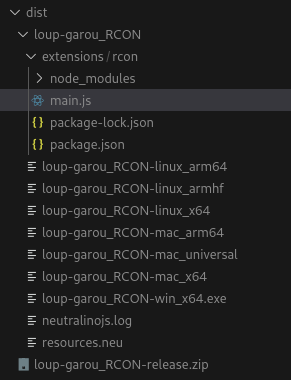 dist
loup-garou_RCON
extensions / rcon
node_modules
main.js
package-lock.json
package.json
loup-garou_RCON-linux_arm64
loup-garou_RCON-linux_armhf
loup-garou_RCON-linux_x64
loup-garou_RCON-mac_arm64
loup-garou_RCON-mac_universal
loup-garou_RCON-mac_x64
loup-garou_RCON-win_x64.exe
neutralinojs.log
resources.neu
loup-garou_RCON-release.zip